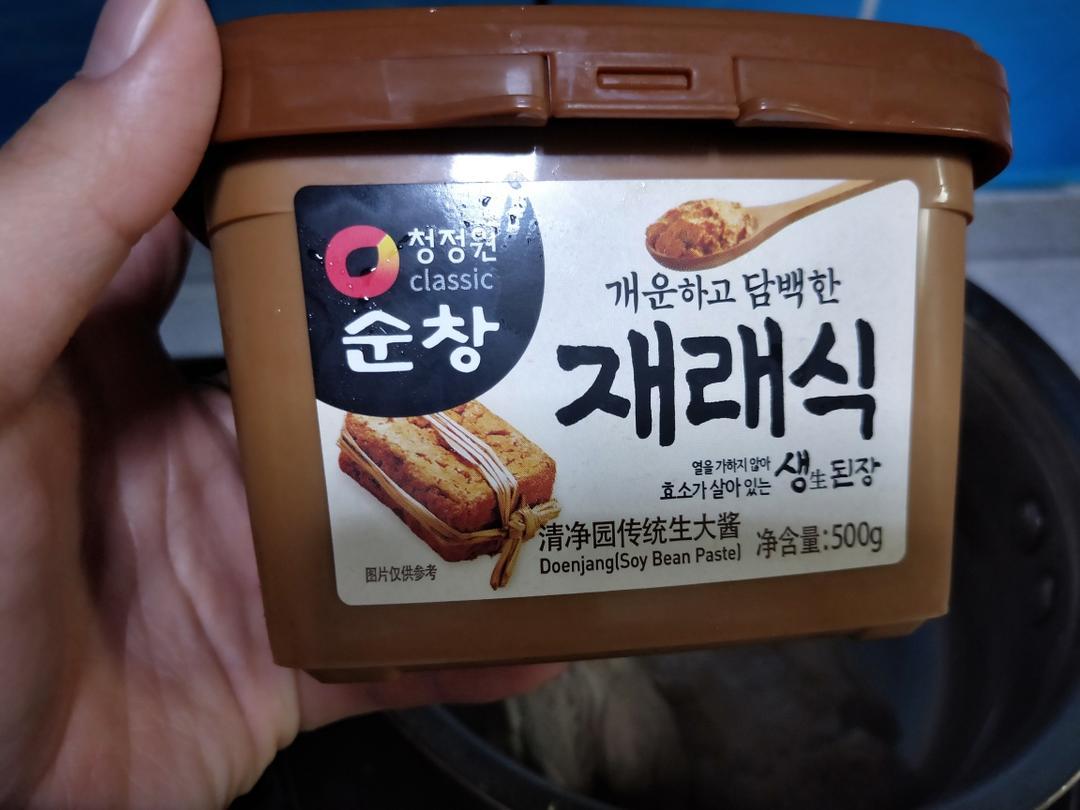 청정원
classic
순창
개운하고 담백한
재래식
열을 가하지 않아
효소가 살아 있는 생生된장
清净园传统生大酱
Doenjang(Soy Bean Paste)
净含量:500g
图片仅供参考